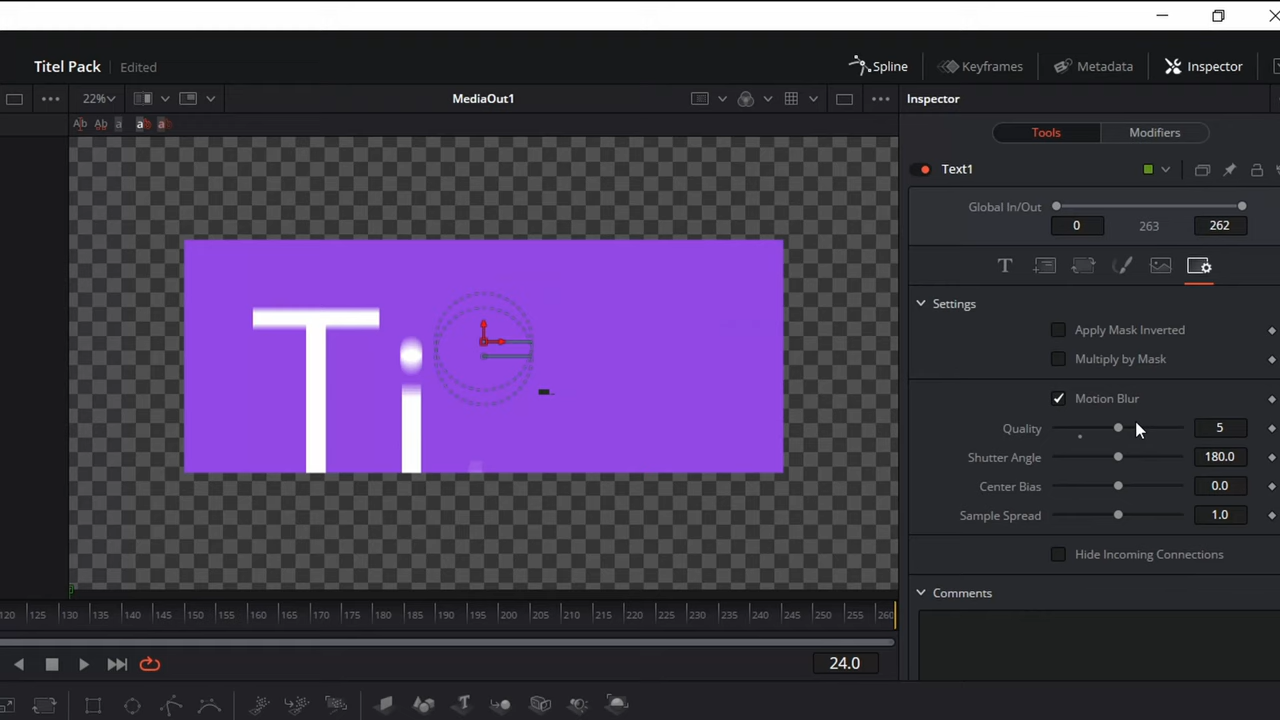 Titel Pack Edited Spline Keyframes Metadata Inspector
22% MediaOut1 Inspector
Ab Ab a ab ab
Tools Modifiers
Text1
Global In/Out
0 263 262
T
Settings
Apply Mask Inverted
Multiply by Mask
Motion Blur
Quality 5
Shutter Angle 180.0
Center Bias 0.0
Sample Spread 1.0
Hide Incoming Connections
Comments
Ti
120 125 130 135 140 145 150 155 160 165 170 175 180 185 190 195 200 205 210 215 220 225 230 235 240 245 250 255 260
24.0
T